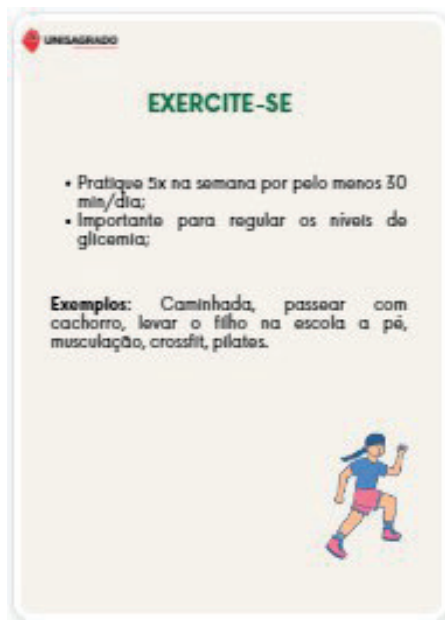 UNISAGRADO
EXERCITE-SE
• Pratique 5x na semana por pelo menos 30
min/dia;
• Importante para regular os níveis de
glicemia;
Exemplos: Caminhada, passear com
cachorro, levar o filho na escola a pé,
musculação, crossfit, pilates.